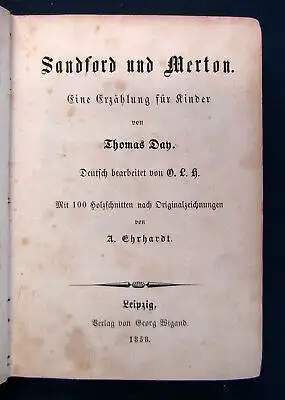 Sandford und Merton.
Eine Erzählung für Kinder
von
Thomas Day.
Deutsch bearbeitet von O. L. H.
Mit 100 Holzschnitten nach Originalzeichnungen
von
A. Ehrhardt.
Leipzig,
Verlag von Georg Wigand.
1858.